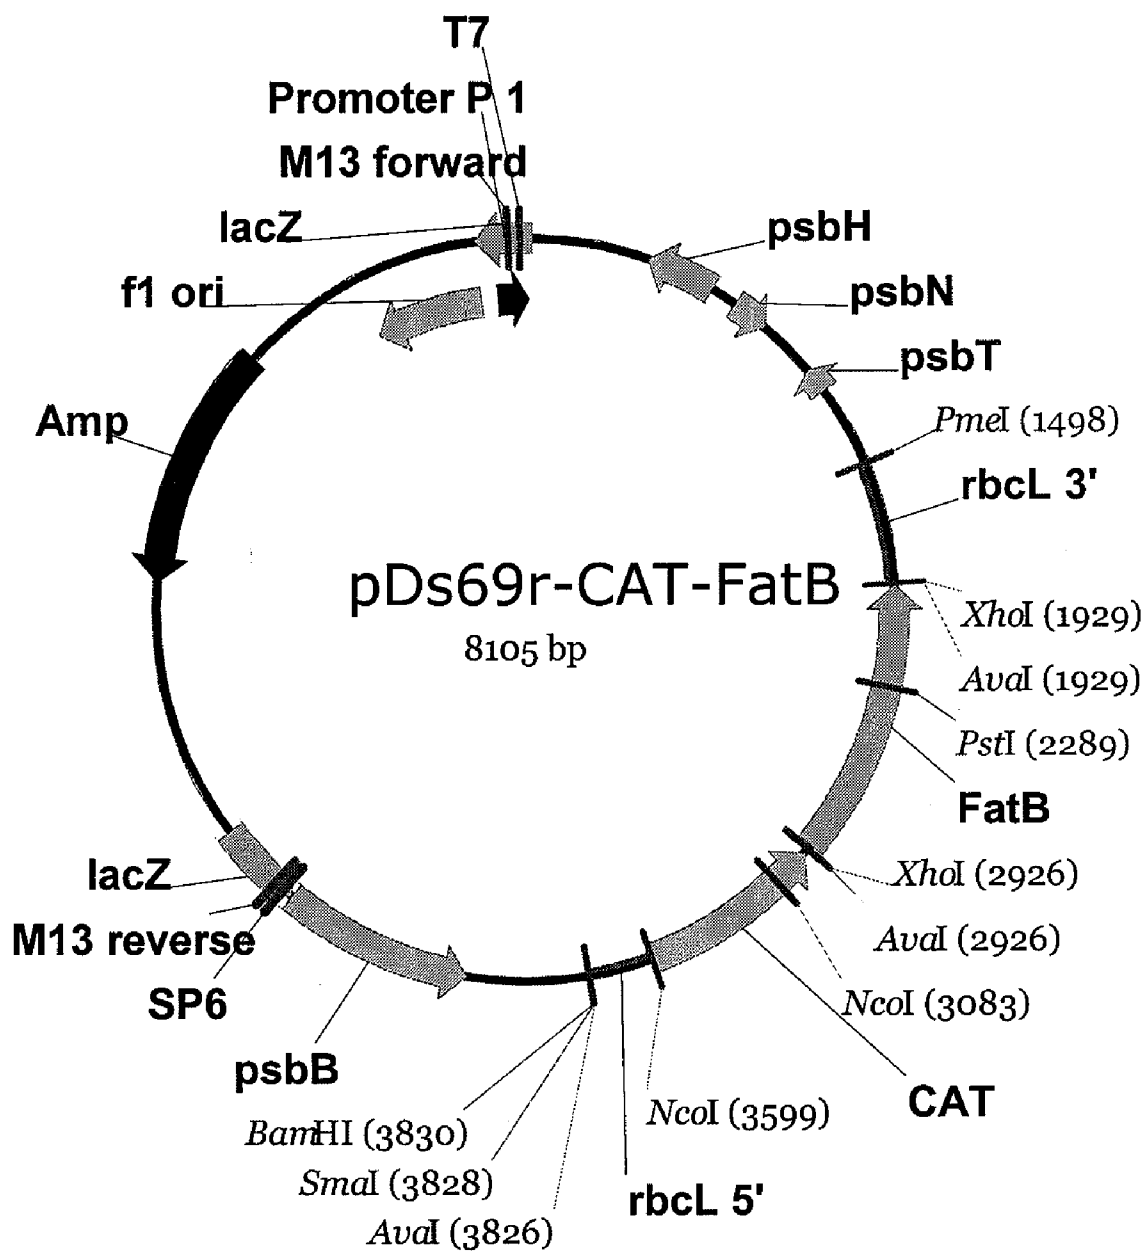 T7
Promoter P 1
M13 forward
lacZ
psbH
f1 ori
psbN
psbT
Amp
PmeI (1498)
rbcL 3'
pDs69r-CAT-FatB
8105 bp
XhoI (1929)
AvaI (1929)
PstI (2289)
FatB
lacZ
XhoI (2926)
M13 reverse
AvaI (2926)
SP6
NcoI (3083)
psbB
CAT
NcoI (3599)
BamHI (3830)
SmaI (3828)
rbcL 5'
AvaI (3826)